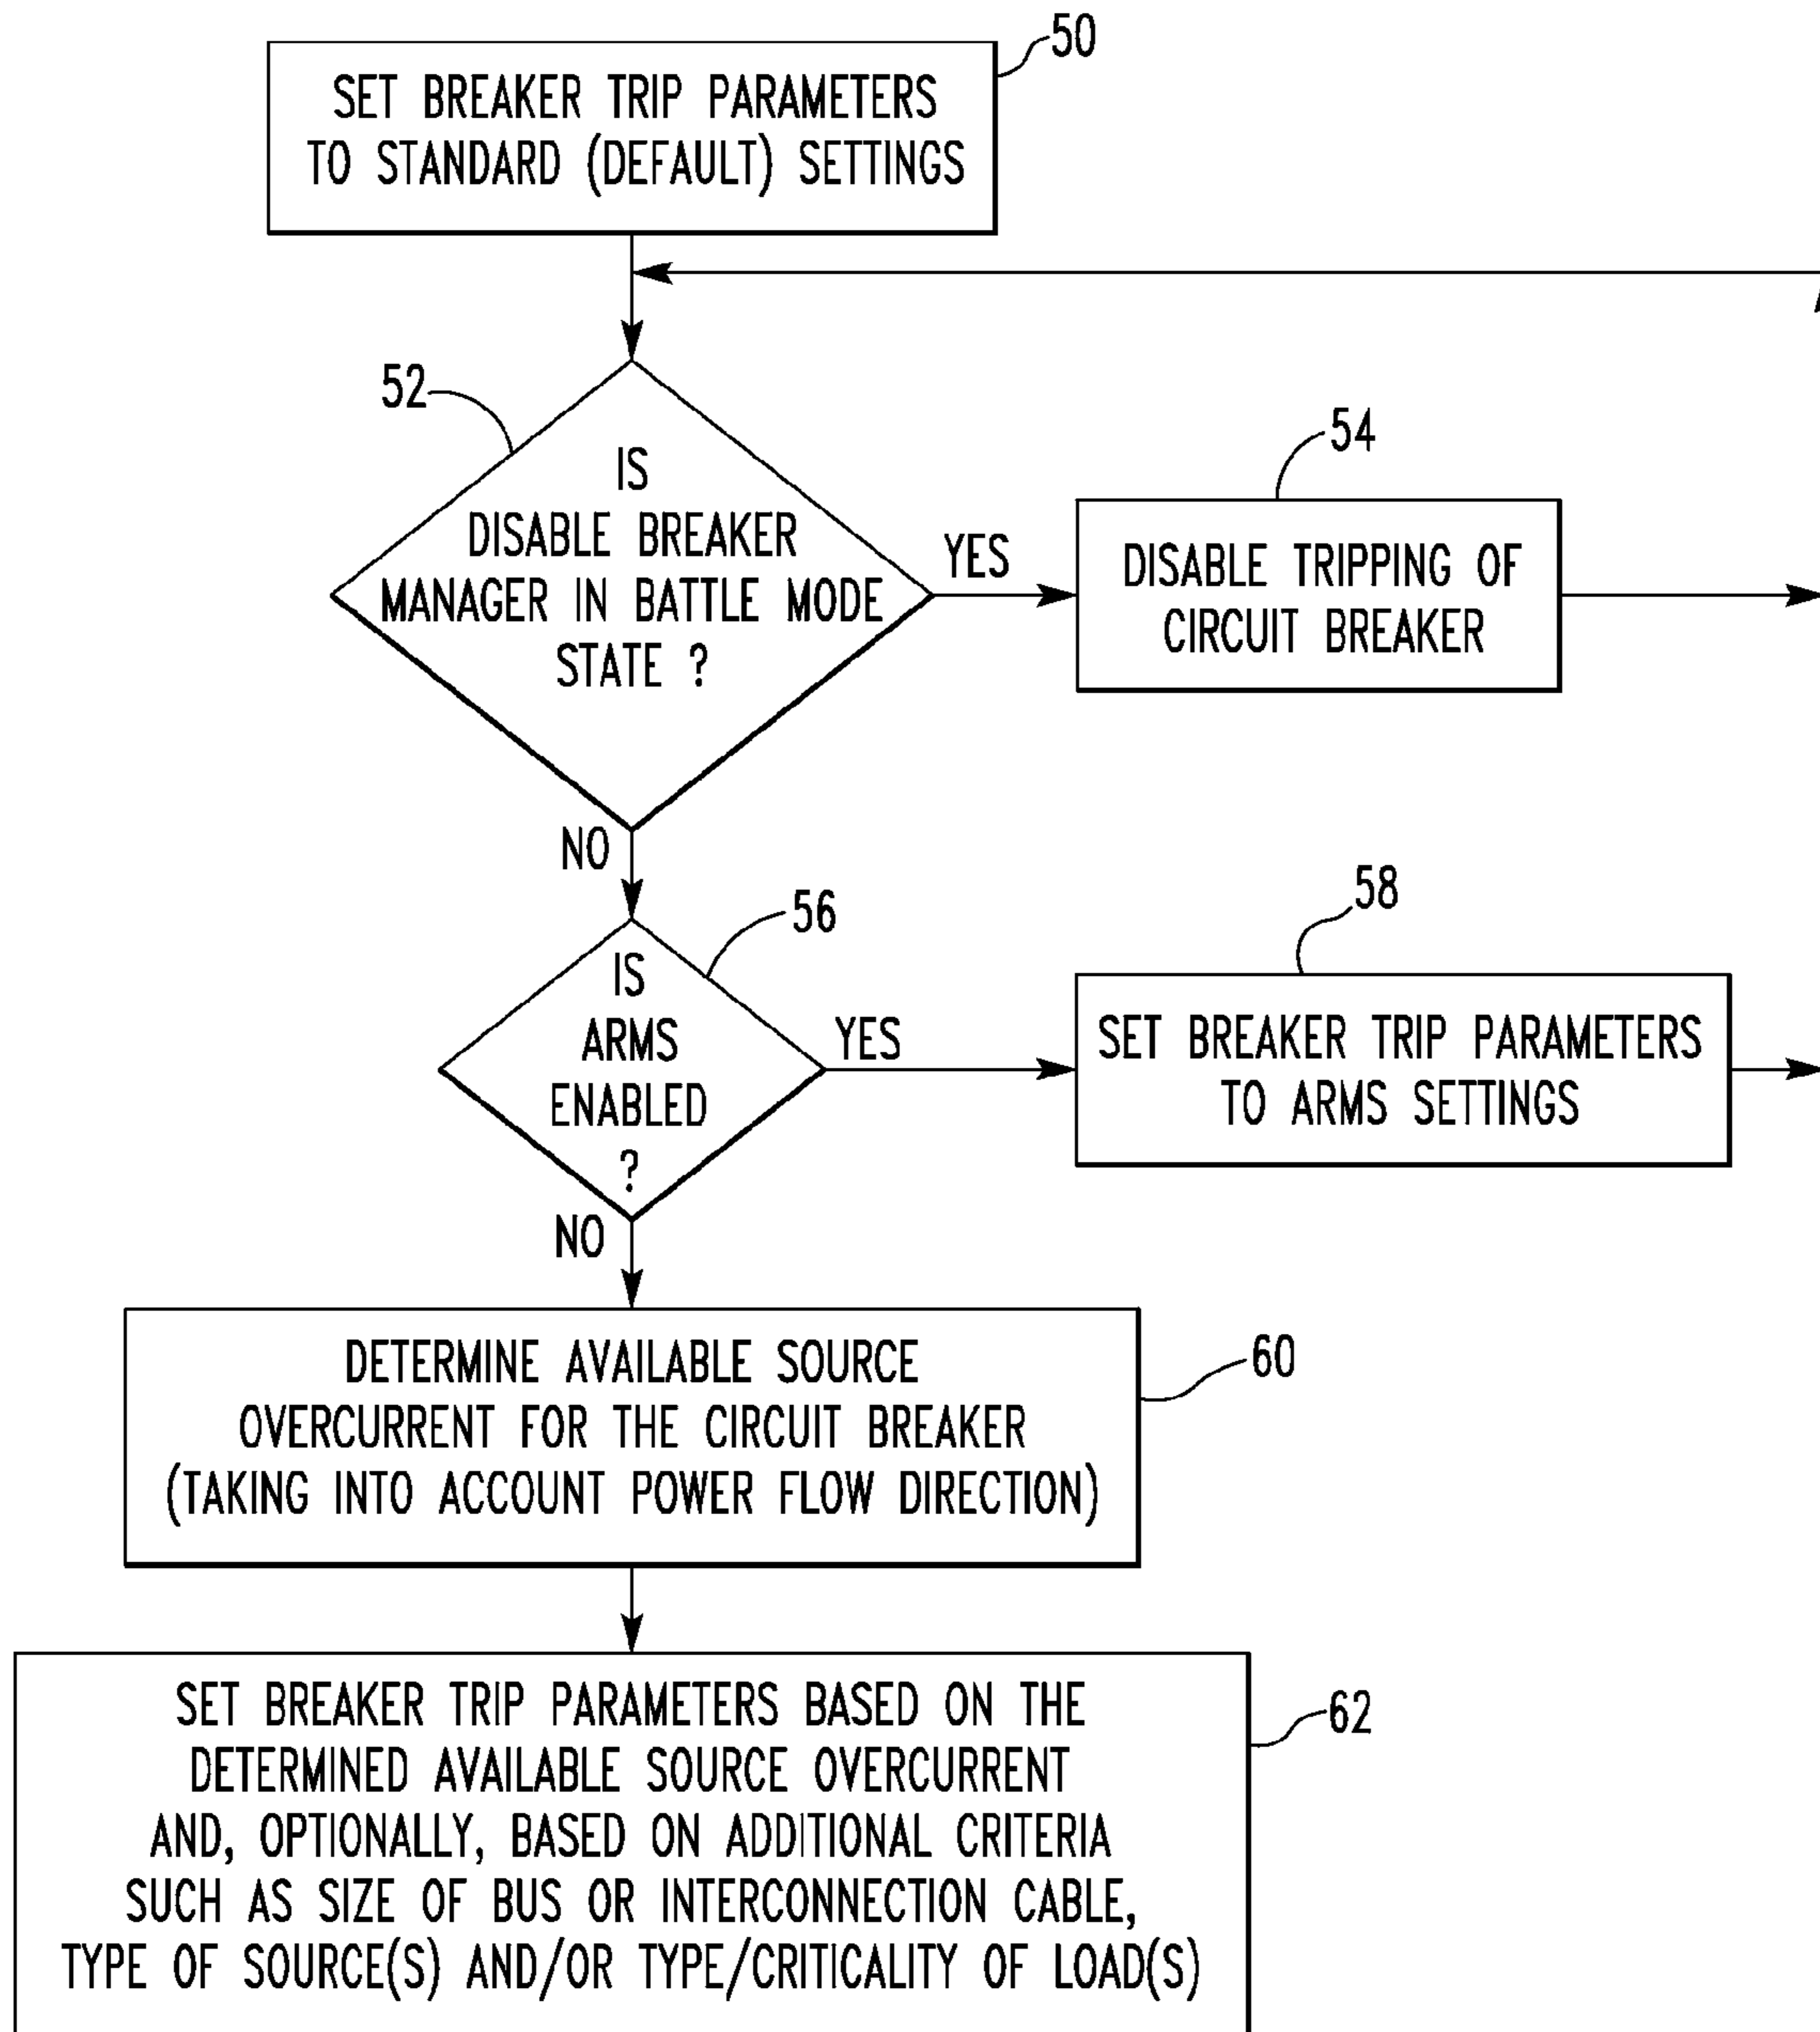 50
SET BREAKER TRIP PARAMETERS
TO STANDARD (DEFAULT) SETTINGS
52
IS
DISABLE BREAKER
MANAGER IN BATTLE MODE
STATE ?
YES
54
DISABLE TRIPPING OF
CIRCUIT BREAKER
NO
56
IS
ARMS
ENABLED
?
YES
58
SET BREAKER TRIP PARAMETERS
TO ARMS SETTINGS
NO
DETERMINE AVAILABLE SOURCE
OVERCURRENT FOR THE CIRCUIT BREAKER
(TAKING INTO ACCOUNT POWER FLOW DIRECTION)
60
SET BREAKER TRIP PARAMETERS BASED ON THE
DETERMINED AVAILABLE SOURCE OVERCURRENT
AND, OPTIONALLY, BASED ON ADDITIONAL CRITERIA
SUCH AS SIZE OF BUS OR INTERCONNECTION CABLE,
TYPE OF SOURCE(S) AND/OR TYPE/CRITICALITY OF LOAD(S)
62